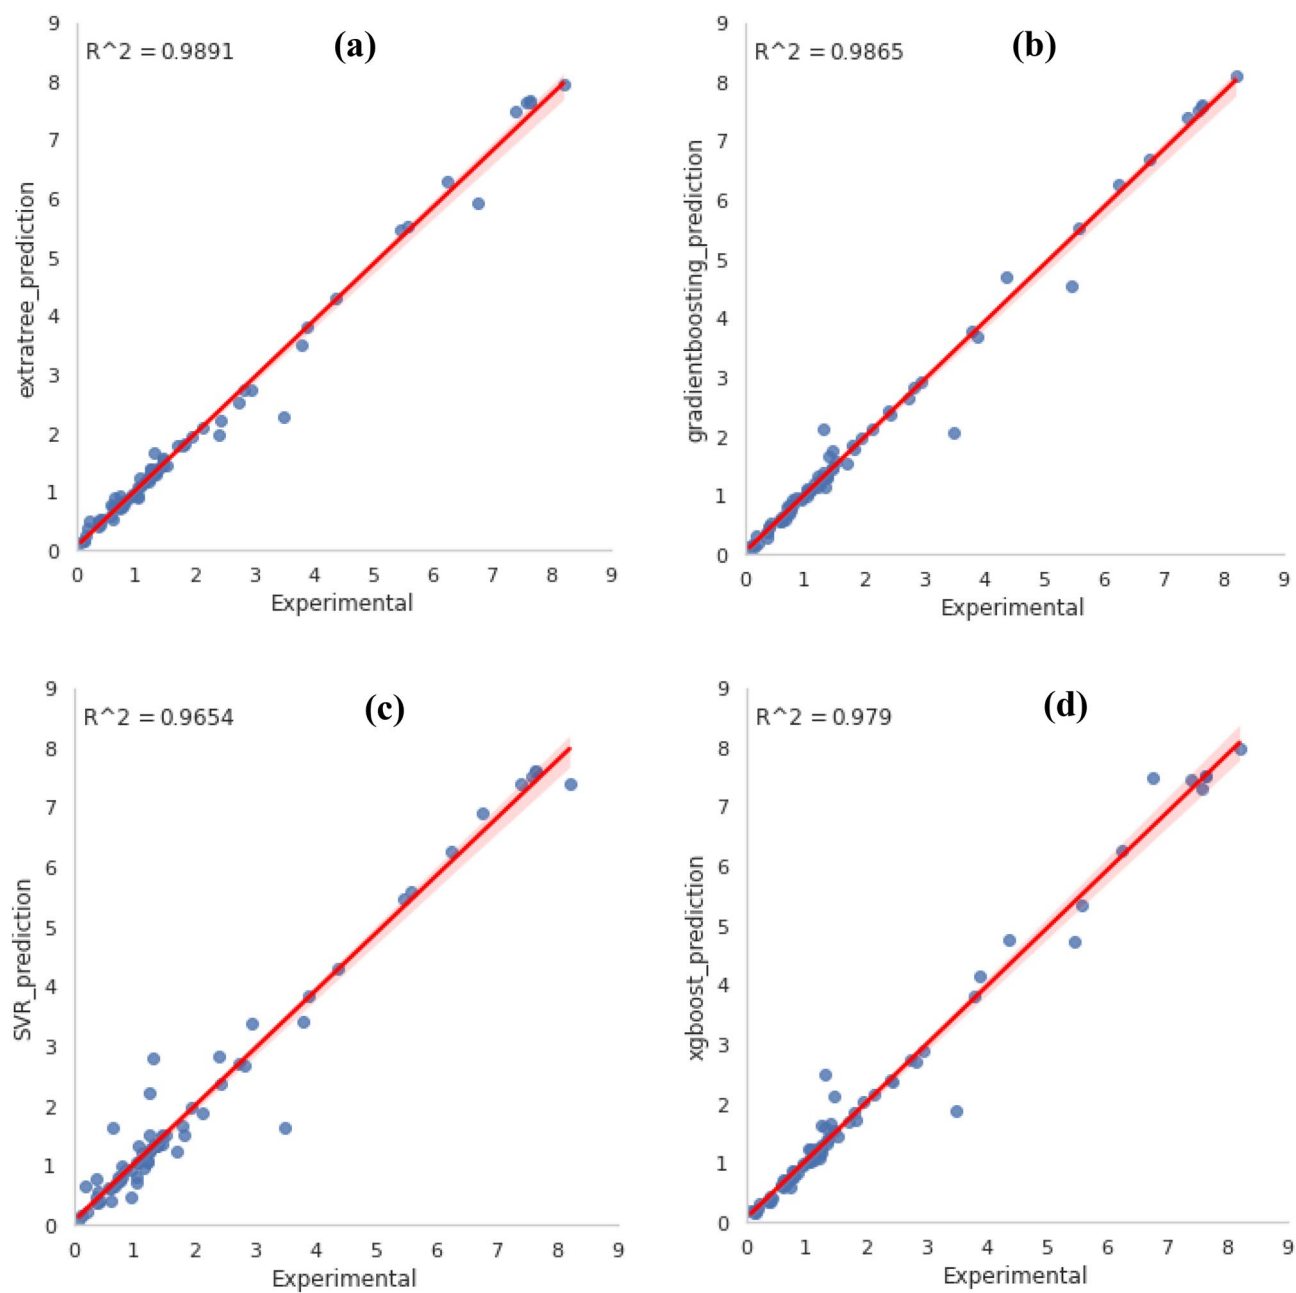 R^2 = 0.9891
(a)
9
8
7
6
5
4
3
2
1
0
extratree_prediction
0 1 2 3 4 5 6 7 8 9
Experimental
R^2 = 0.9865
(b)
9
8
7
6
5
4
3
2
1
0
gradientboosting_prediction
0 1 2 3 4 5 6 7 8 9
Experimental
R^2 = 0.9654
(c)
9
8
7
6
5
4
3
2
1
0
SVR_prediction
0 1 2 3 4 5 6 7 8 9
Experimental
R^2 = 0.979
(d)
9
8
7
6
5
4
3
2
1
0
xgboost_prediction
0 1 2 3 4 5 6 7 8 9
Experimental